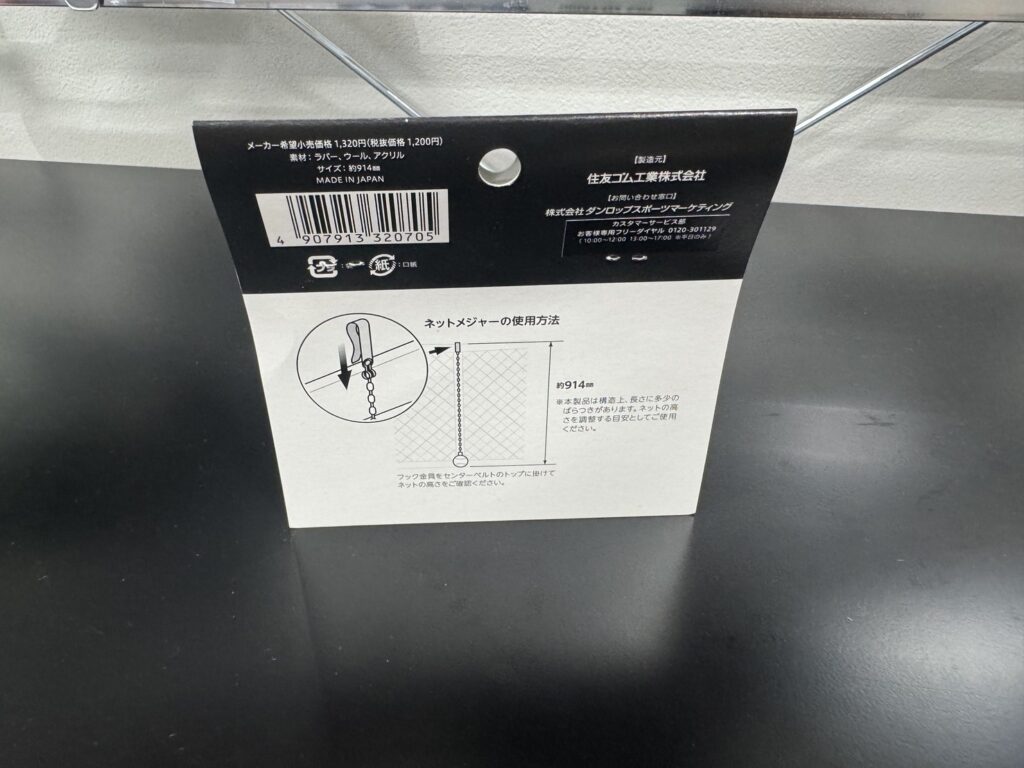 メーカー希望小売価格 1,320円(税抜価格 1,200円)
素材：ラバー、ウール、アクリル
サイズ：約914㎜
MADE IN JAPAN
4 907913 320705
プラ
紙
：口紙
【製造元】
住友ゴム工業株式会社
【お問い合わせ窓口】
株式会社 ダンロップスポーツマーケティング
カスタマーサービス部
お客様専用フリーダイヤル 0120-301129
( 10:00〜12:00 13:00〜17:00 ※平日のみ )
ネットメジャーの使用方法
約914㎜
※本製品は構造上、長さに多少の
ばらつきがあります。ネットの高
さを調整する目安としてご使用
ください。
フック金具をセンターベルトのトップに掛けて
ネットの高さをご確認ください。